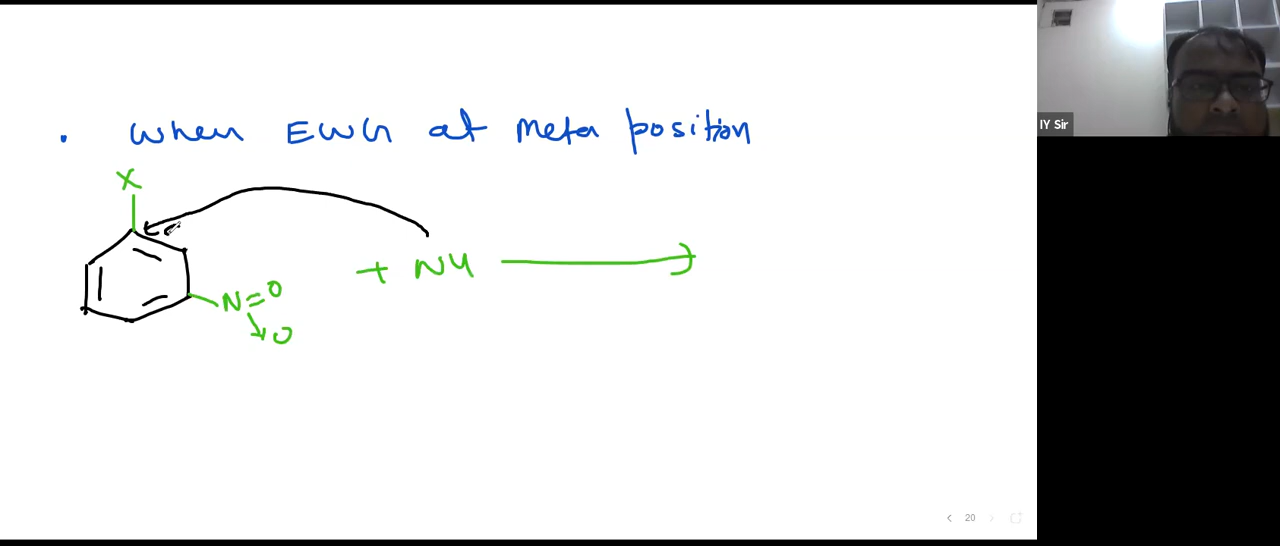 . When EWG at meta position
X
+ NU
N=O
O
IY Sir
20